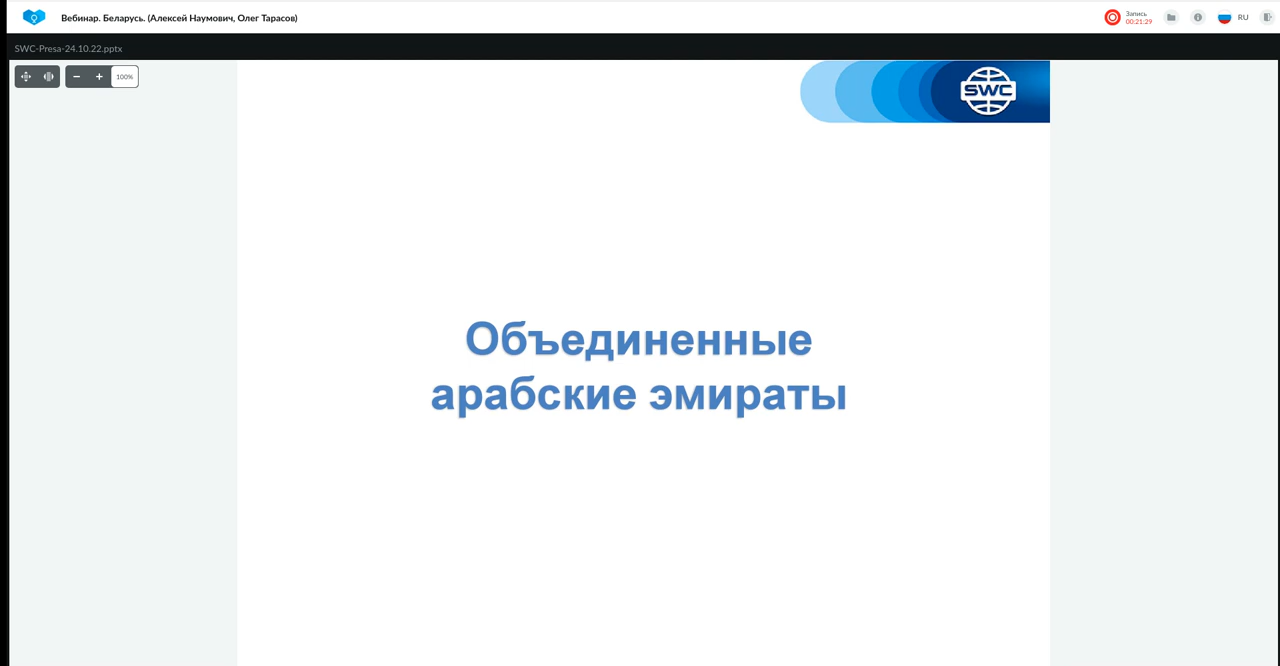 Вебинар. Беларусь. (Алексей Наумович, Олег Тарасов)
Запись
00:21:29
RU
SWC-Presa-24.10.22.pptx
100%
SWC
Объединенные
арабские эмираты